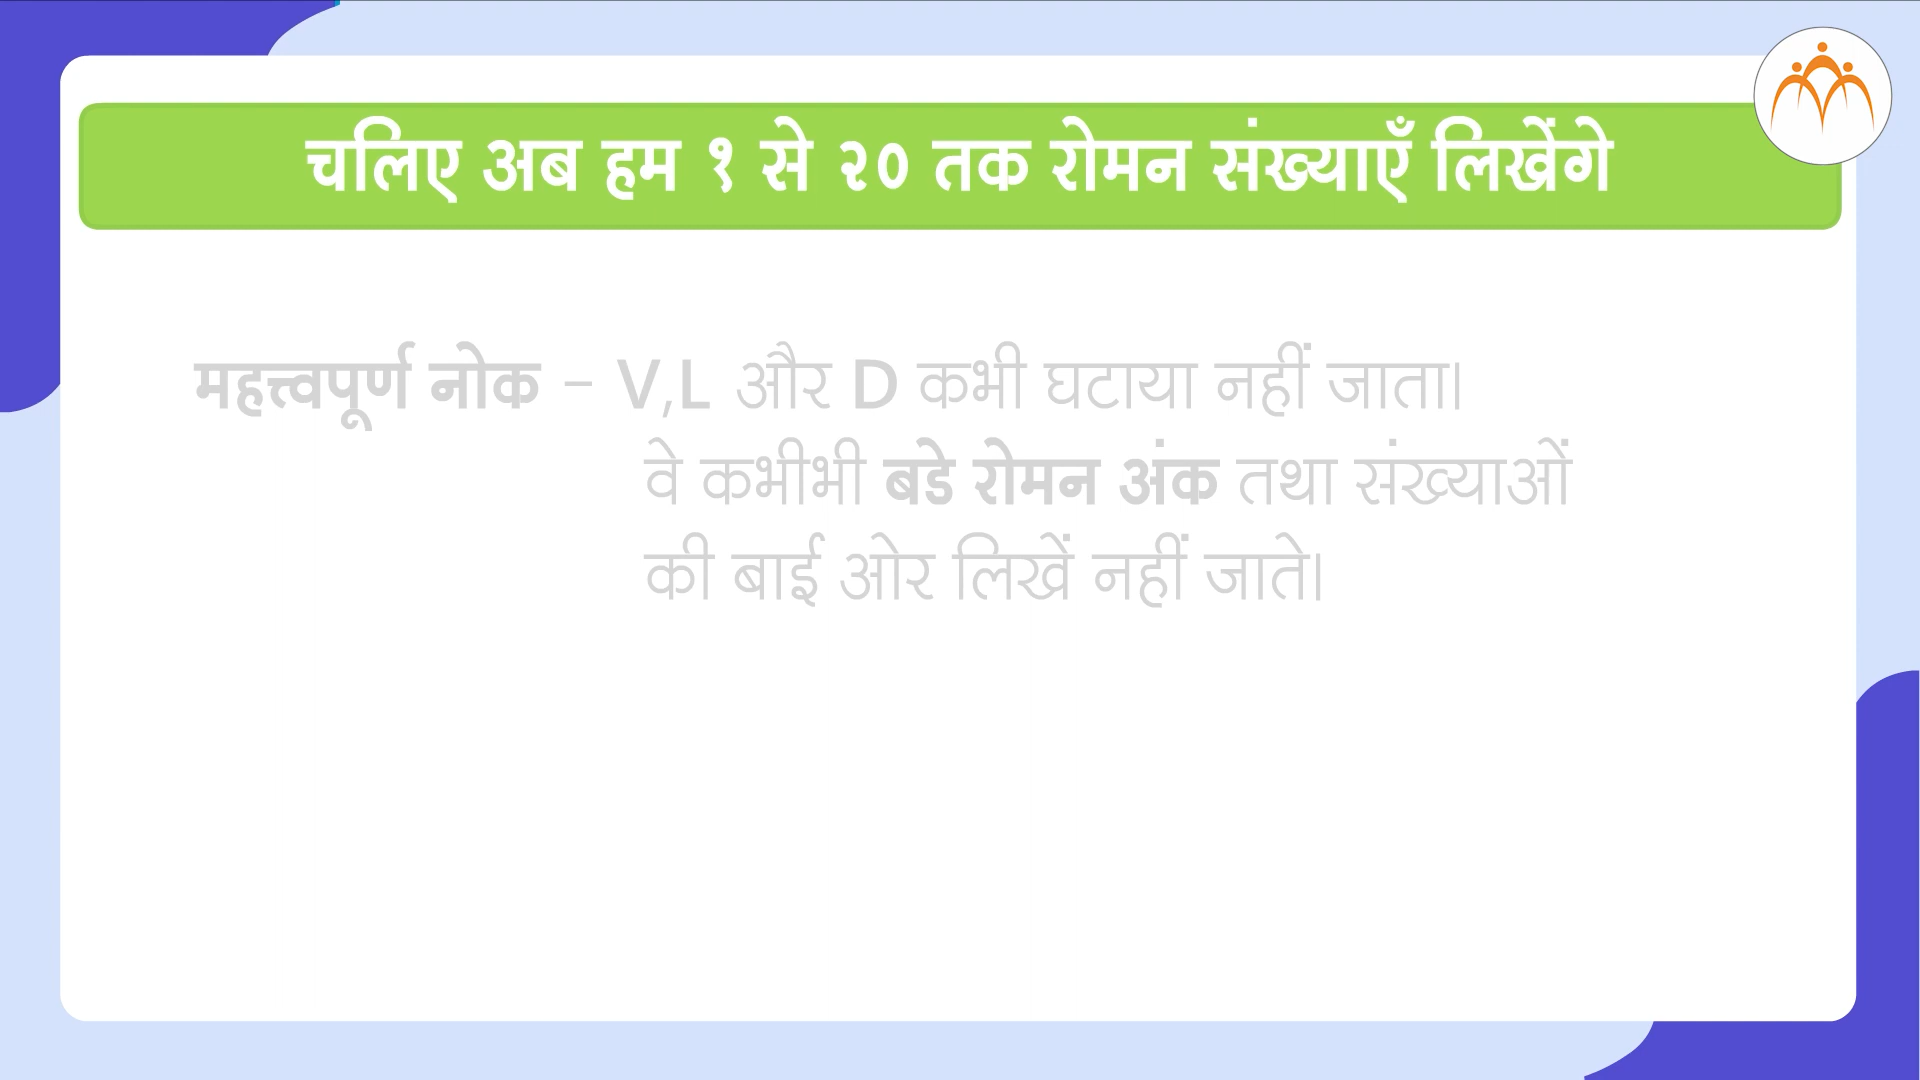 चलिए अब हम १ से २० तक रोमन संख्याएँ लिखेंगे
महत्त्वपूर्ण नोक – V,L और D कभी घटाया नहीं जाता।
वे कभीभी बडे रोमन अंक तथा संख्याओं
की बाई ओर लिखें नहीं जाते।